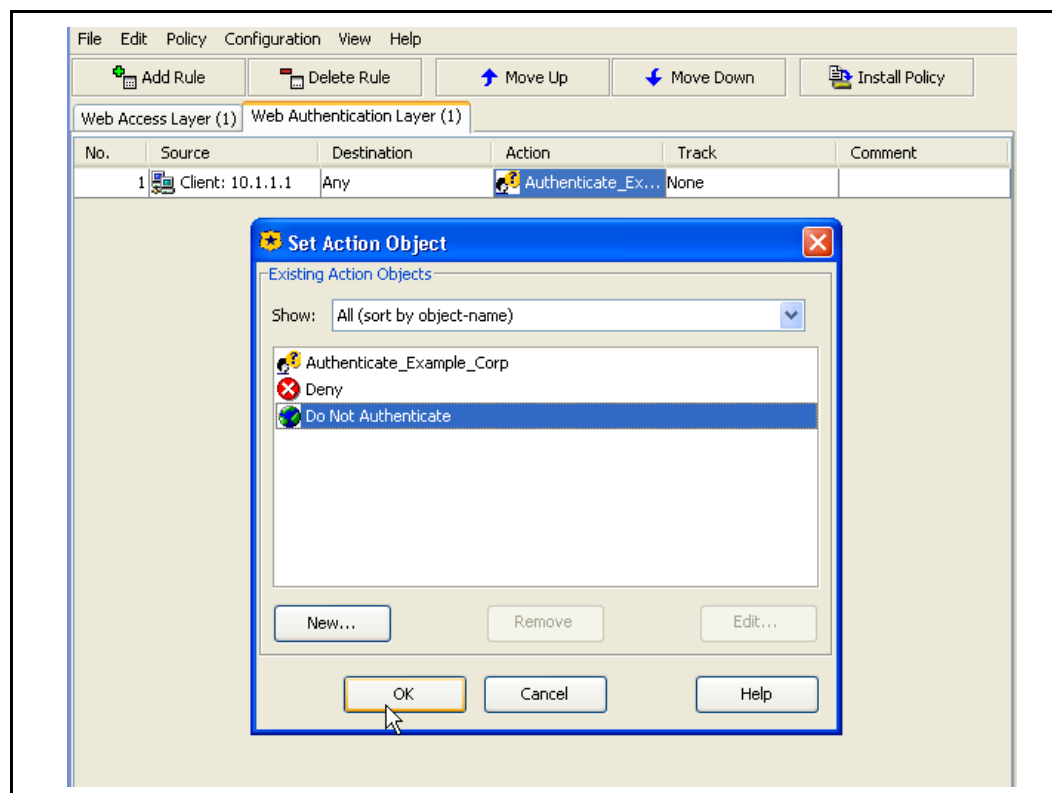 File Edit Policy Configuration View Help
Add Rule Delete Rule Move Up Move Down Install Policy
Web Access Layer (1) Web Authentication Layer (1)
No. Source Destination Action Track Comment
1 Client: 10.1.1.1 Any Authenticate_Ex... None
Set Action Object
Existing Action Objects
Show: All (sort by object-name)
Authenticate_Example_Corp
Deny
Do Not Authenticate
New... Remove Edit...
OK Cancel Help